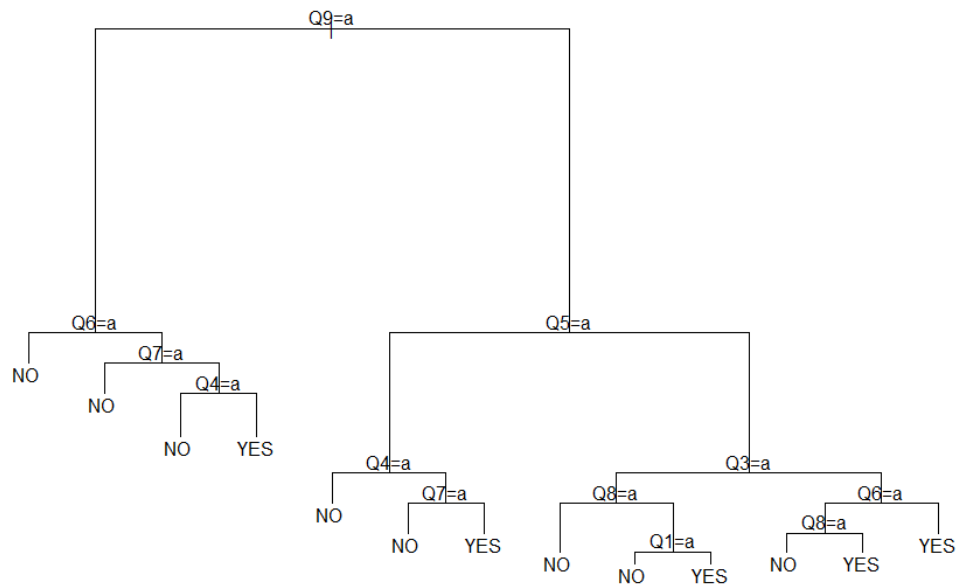 Q9=a
Q6=a Q5=a
Q7=a
NO Q4=a
NO
NO YES Q4=a Q3=a
Q7=a Q8=a Q6=a
NO Q8=a
NO YES NO Q1=a
NO YES NO YES YES